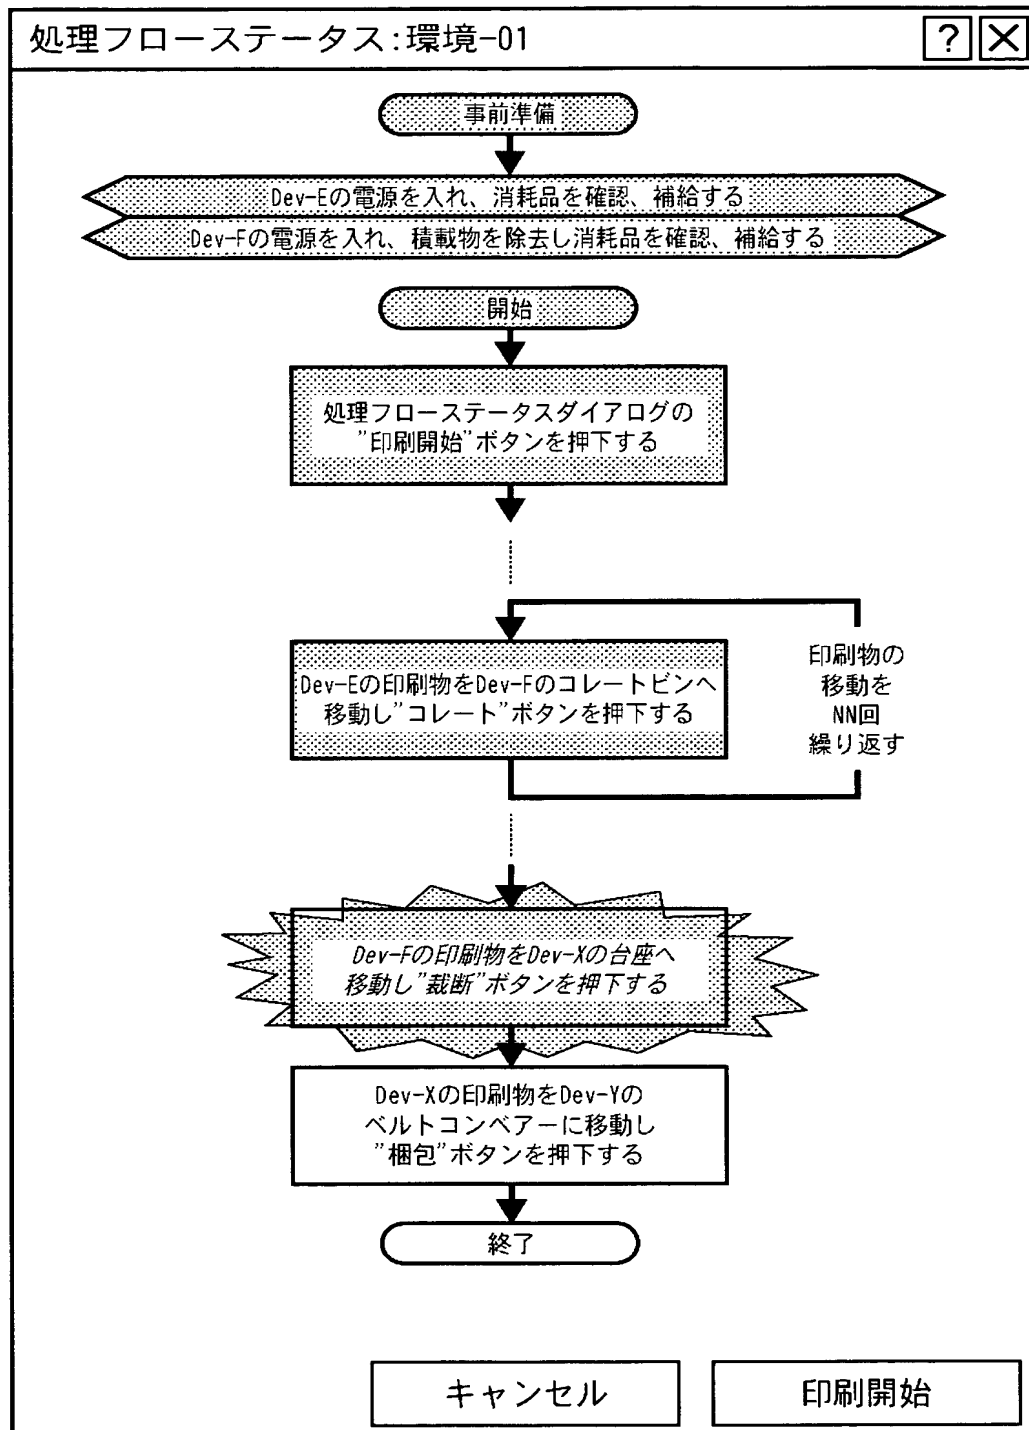 処理フローステータス:環境-01
? ×
事前準備
Dev-Eの電源を入れ、消耗品を確認、補給する
Dev-Fの電源を入れ、積載物を除去し消耗品を確認、補給する
開始
処理フローステータスダイアログの
”印刷開始”ボタンを押下する
Dev-Eの印刷物をDev-Fのコレートビンへ
移動し”コレート”ボタンを押下する
印刷物の
移動を
NN回
繰り返す
Dev-Fの印刷物をDev-Xの台座へ
移動し”裁断”ボタンを押下する
Dev-Xの印刷物をDev-Yの
ベルトコンベアーに移動し
”梱包”ボタンを押下する
終了
キャンセル
印刷開始